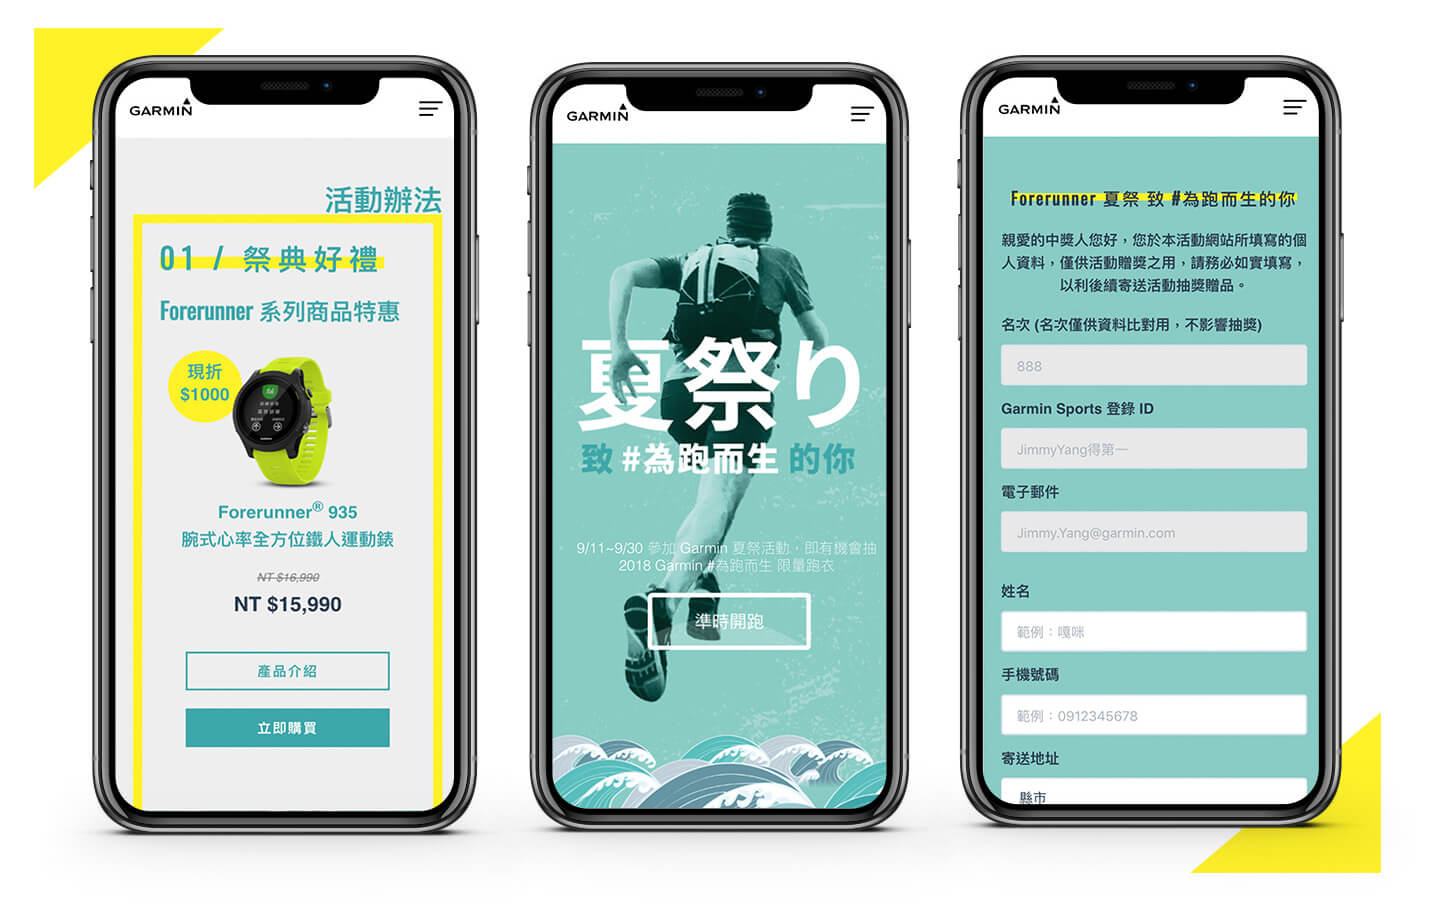 GARMIN
活動辦法
01 / 祭典好禮
Forerunner 系列商品特惠
現折
$1000
Forerunner® 935
腕式心率全方位鐵人運動錶
NT $16,990
NT $15,990
產品介紹
立即購買
GARMIN
夏祭り
致 #為跑而生 的你
9/11~9/30 參加 Garmin 夏祭活動，即有機會抽
2018 Garmin #為跑而生 限量跑衣
準時開跑
GARMIN
Forerunner 夏祭 致 #為跑而生的你
親愛的中獎人您好，您於本活動網站所填寫的個
人資料，僅供活動贈獎之用，請務必如實填寫，
以利後續寄送活動抽獎贈品。
名次 (名次僅供資料比對用，不影響抽獎)
888
Garmin Sports 登錄 ID
JimmyYang得第一
電子郵件
Jimmy.Yang@garmin.com
姓名
範例：嘎咪
手機號碼
範例：0912345678
寄送地址
縣市